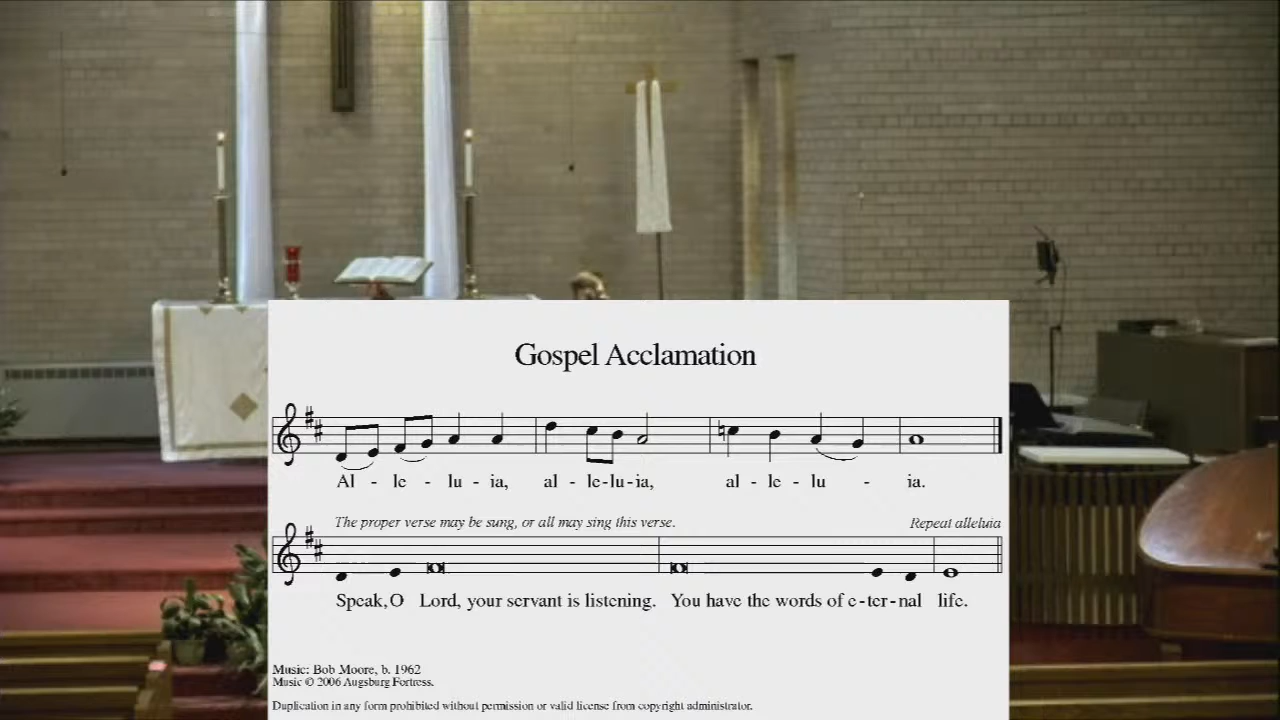 Gospel Acclamation
Al - le - lu - ia, al - le - lu - ia, al - le - lu - ia.
The proper verse may be sung, or all may sing this verse. Repeat alleluia
Speak, O Lord, your servant is listening. You have the words of e - ter - nal life.
Music: Bob Moore, b. 1962
Music © 2006 Augsburg Fortress.
Duplication in any form prohibited without permission or valid license from copyright administrator.